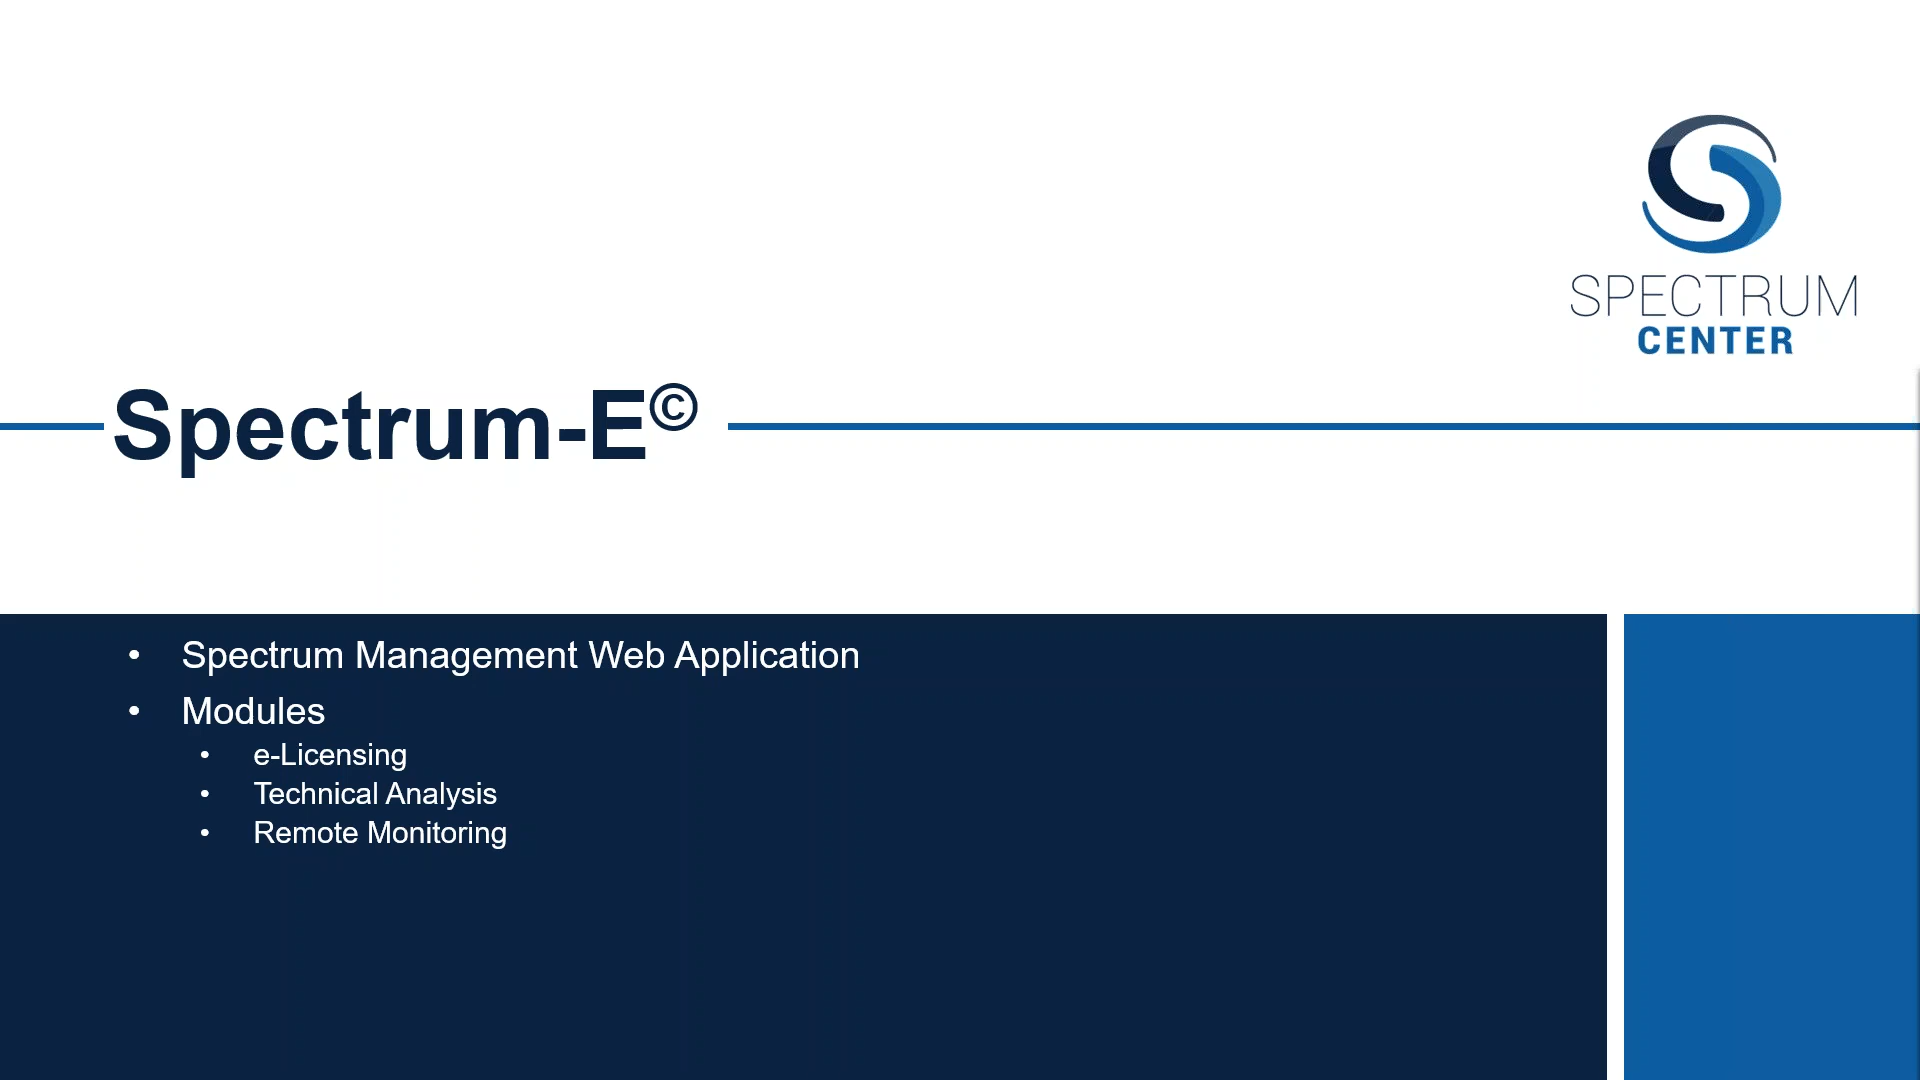 SPECTRUM
CENTER
Spectrum-E©
• Spectrum Management Web Application
• Modules
• e-Licensing
• Technical Analysis
• Remote Monitoring